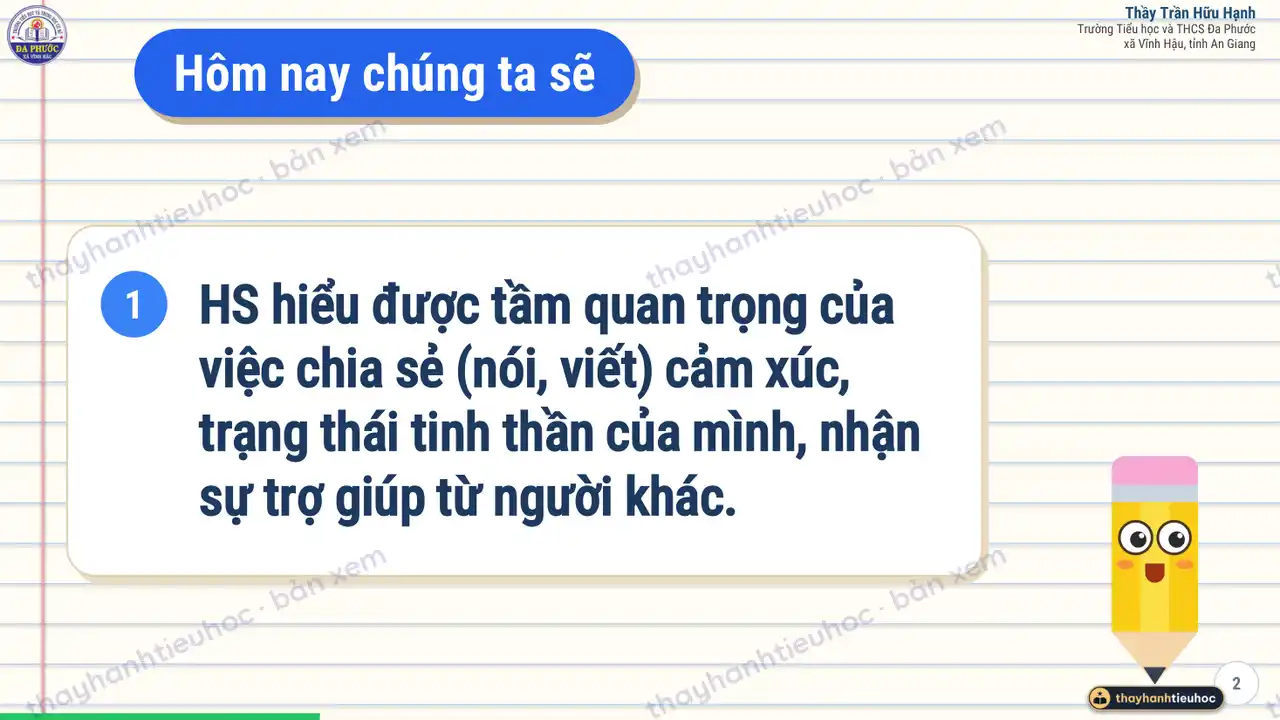 Thầy Trần Hữu Hạnh
Trường Tiểu học và THCS Đa Phước
xã Vĩnh Hậu, tỉnh An Giang
ĐA PHƯỚC
Hôm nay chúng ta sẽ
thayhanhtieuhoc · bản xem
thayhanhtieuhoc · bản xem
1
HS hiểu được tầm quan trọng của
việc chia sẻ (nói, viết) cảm xúc,
trạng thái tinh thần của mình, nhận
sự trợ giúp từ người khác.
thayhanhtieuhoc · bản xem
thayhanhtieuhoc · bản xem
thayhanhtieuhoc
2